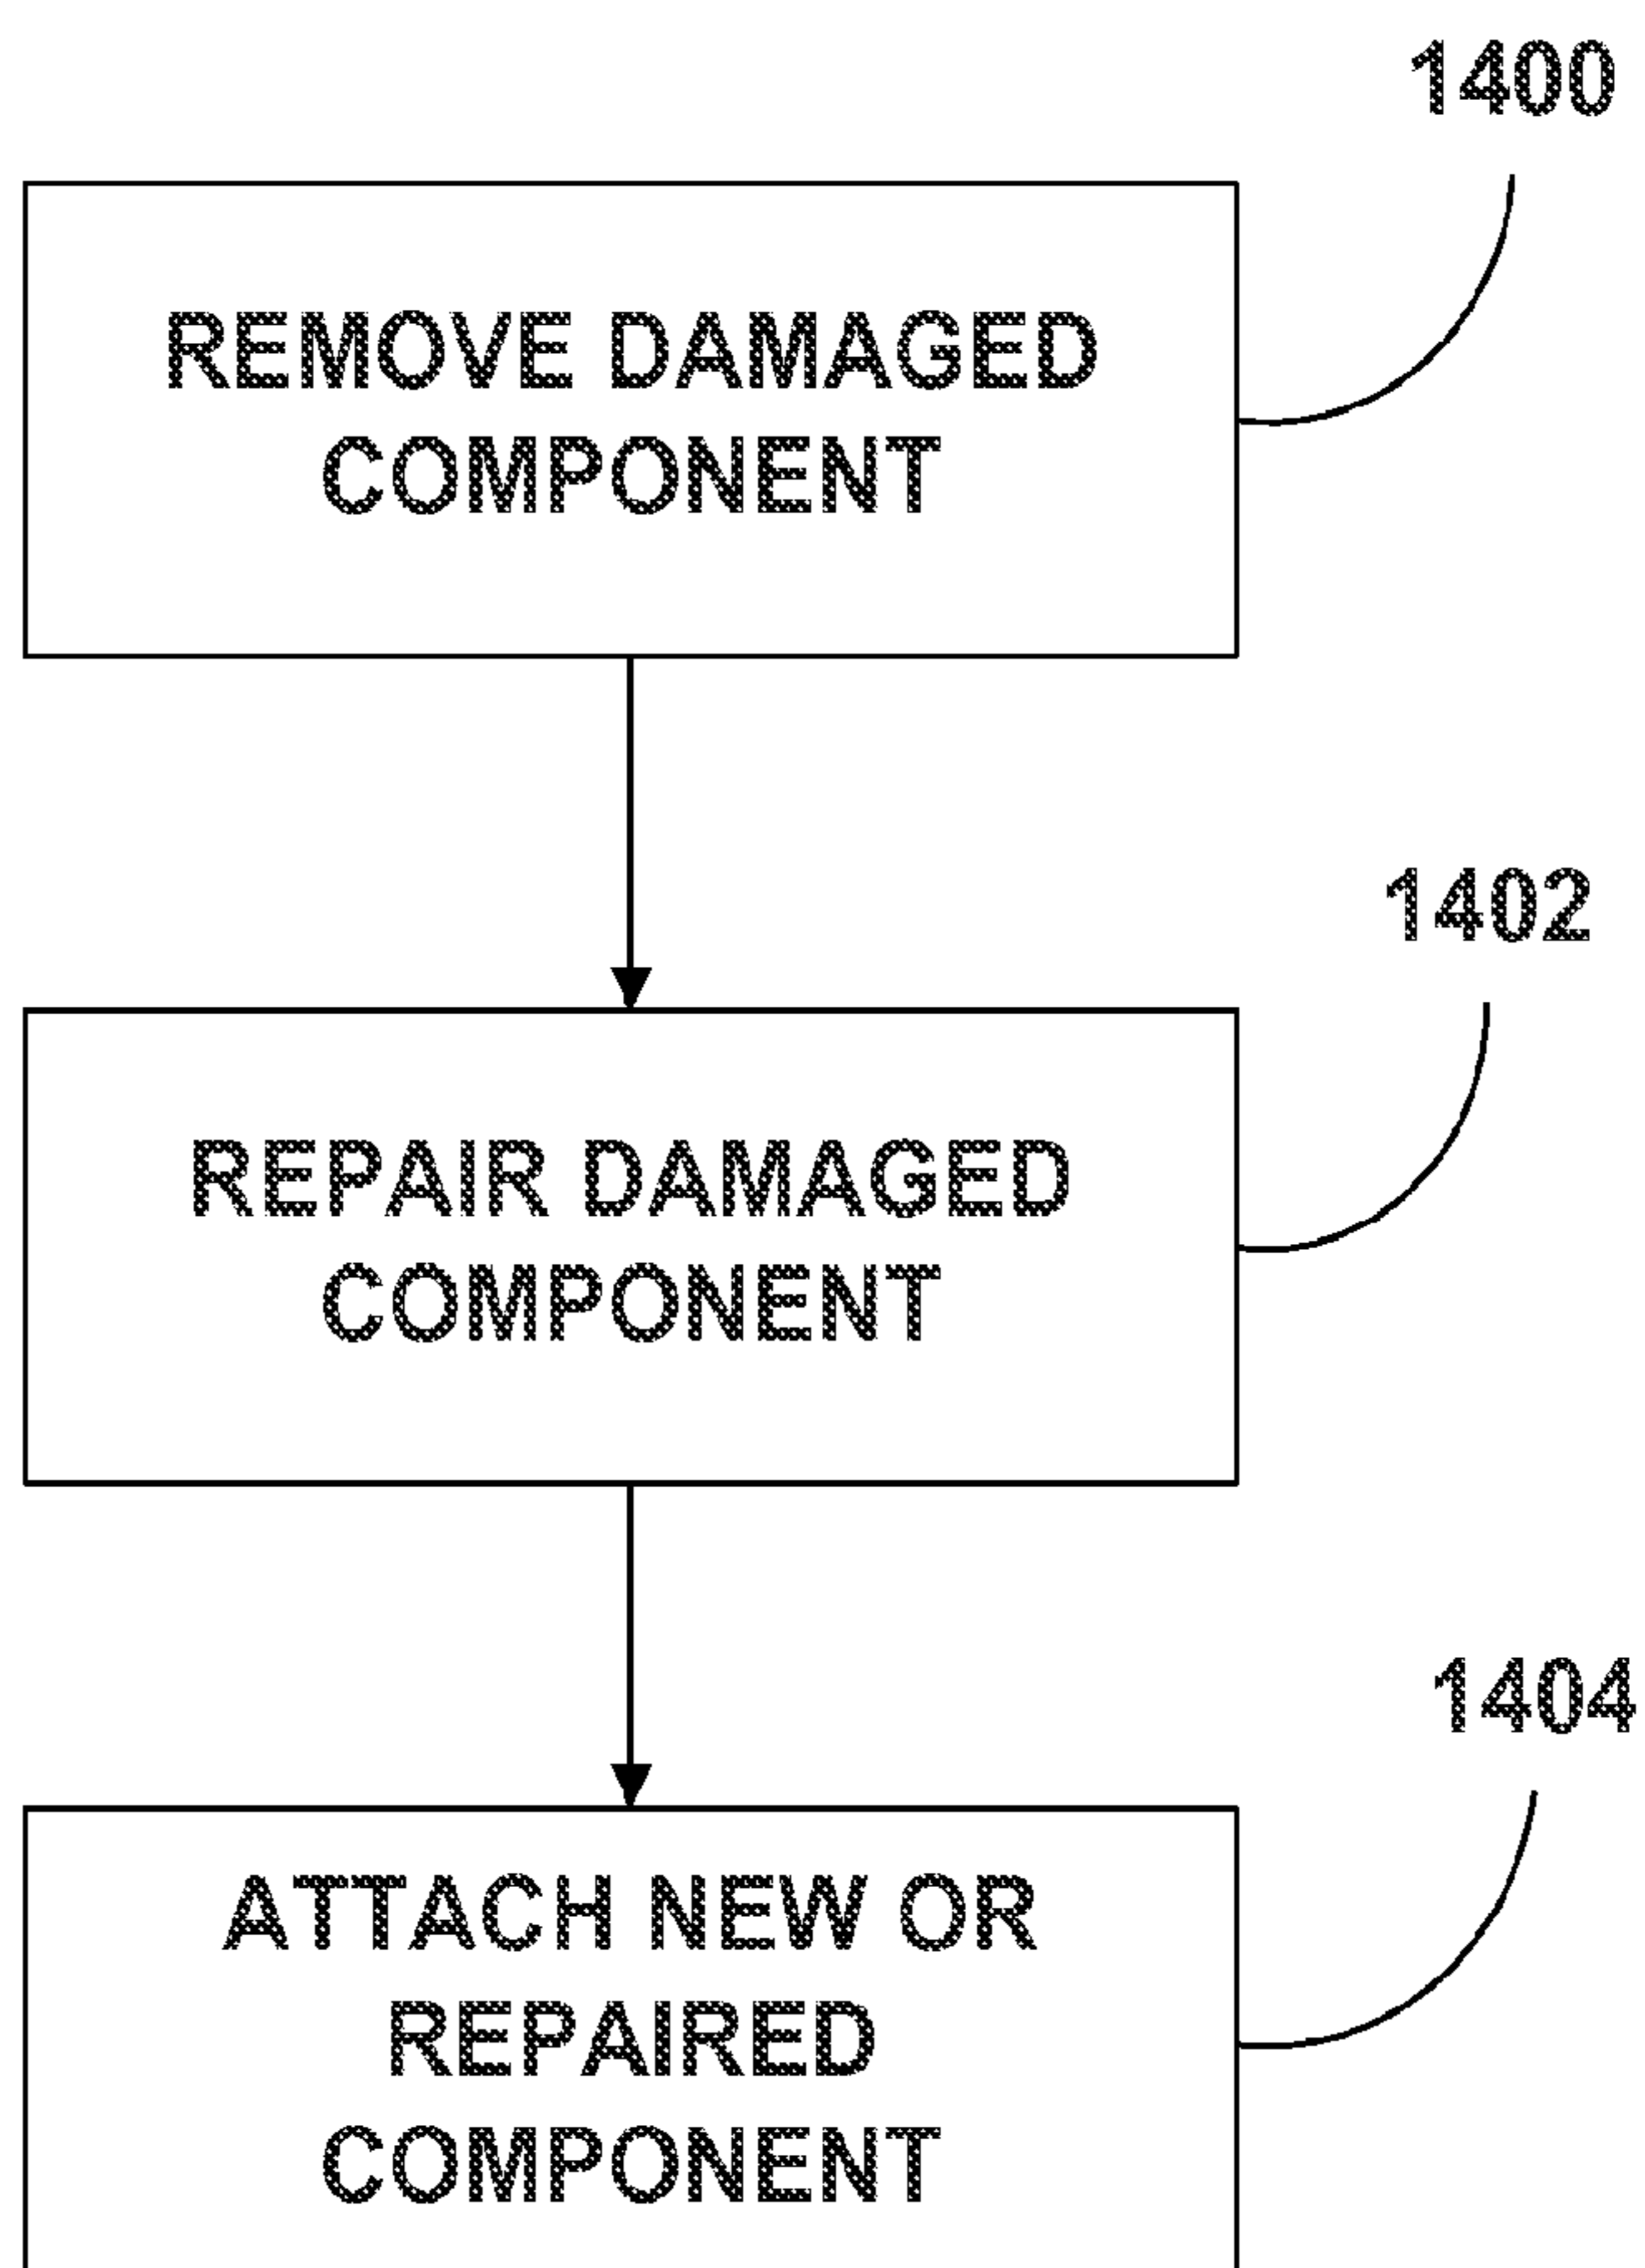 1400
REMOVE DAMAGED
COMPONENT
1402
REPAIR DAMAGED
COMPONENT
1404
ATTACH NEW OR
REPAIRED
COMPONENT